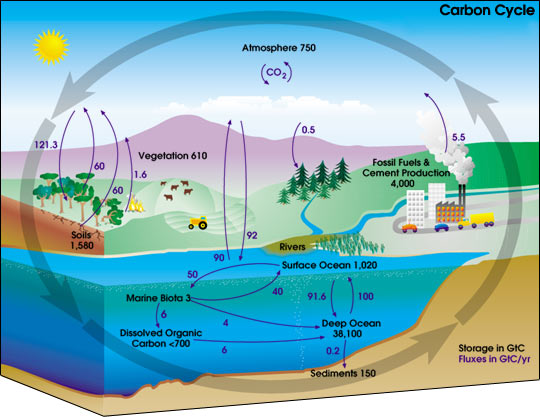 Carbon Cycle
Atmosphere 750
CO2
121.3
0.5
5.5
Vegetation 610
60
60
1.6
Fossil Fuels &
Cement Production
4,000
Soils
1,580
92
90
Rivers
Surface Ocean 1,020
50
40
Marine Biota 3
91.6
100
6
4
Deep Ocean
38,100
Dissolved Organic
Carbon <700
6
0.2
Sediments 150
Storage in GtC
Fluxes in GtC/yr